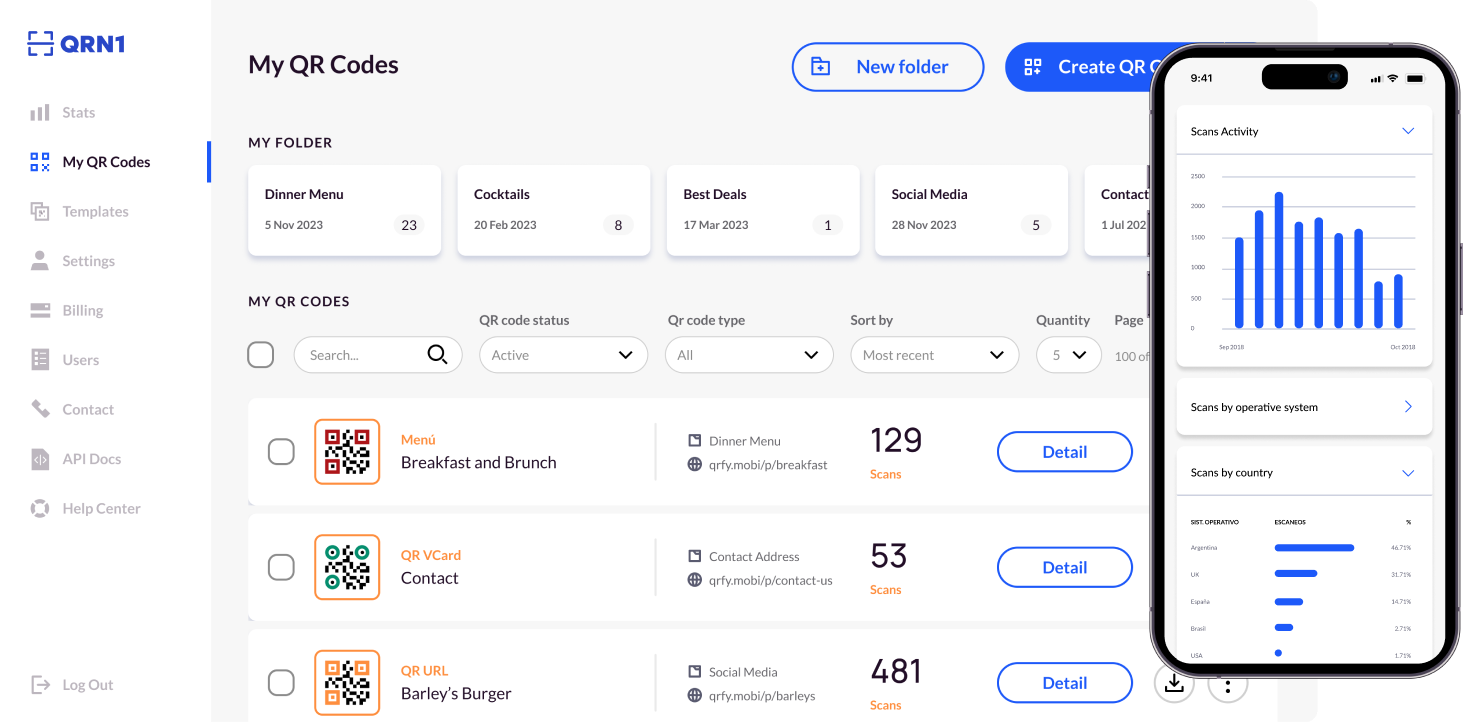 QRN1
Stats
My QR Codes
Templates
Settings
Billing
Users
Contact
API Docs
Help Center
Log Out
My QR Codes
New folder
Create QR
MY FOLDER
Dinner Menu
5 Nov 2023
23
Cocktails
20 Feb 2023
8
Best Deals
17 Mar 2023
1
Social Media
28 Nov 2023
5
Contact
1 Jul 202
MY QR CODES
QR code status
Qr code type
Sort by
Quantity
Page
Search...
Active
All
Most recent
5
100 of
Menú
Breakfast and Brunch
Dinner Menu
qrfy.mobi/p/breakfast
129
Scans
Detail
QR VCard
Contact
Contact Address
qrfy.mobi/p/contact-us
53
Scans
Detail
QR URL
Barley's Burger
Social Media
qrfy.mobi/p/barleys
481
Scans
Detail
9:41
Scans Activity
2500
2000
1500
1000
500
0
Sep 2018
Oct 2018
Scans by operative system
Scans by country
SIST. OPERATIVO ESCANEOS %
Argentina 46.71%
UK 31.71%
España 14.71%
Brasil 2.71%
USA 1.71%